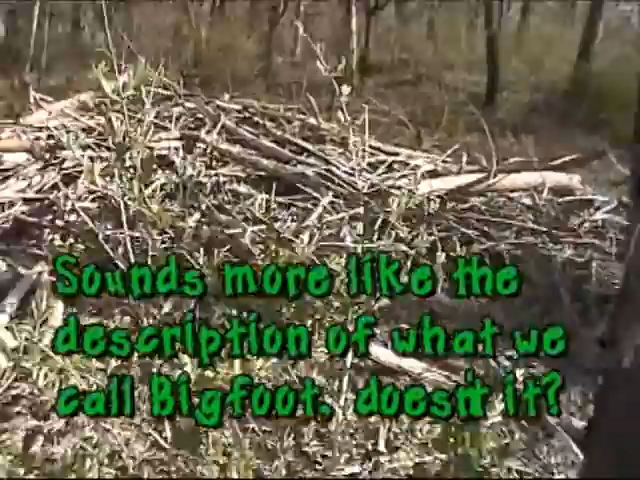 Sounds more like the
description of what we
call Bigfoot, doesn't it?